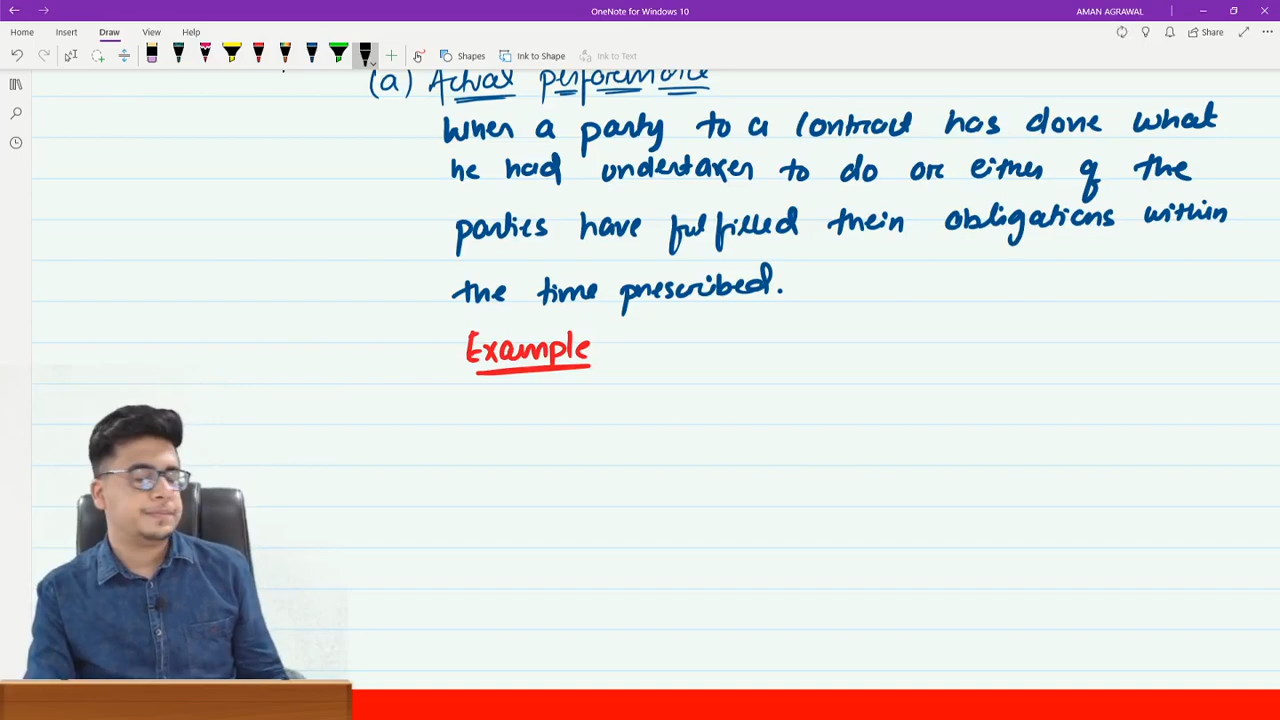 OneNote for Windows 10
AMAN AGRAWAL
Home Insert Draw View Help
Share
Shapes
Ink to Shape
Ink to Text
(a) Actual performance
When a party to a contract has done what
he had undertaken to do or either of the
parties have fulfilled their obligations within
the time prescribed.
Example